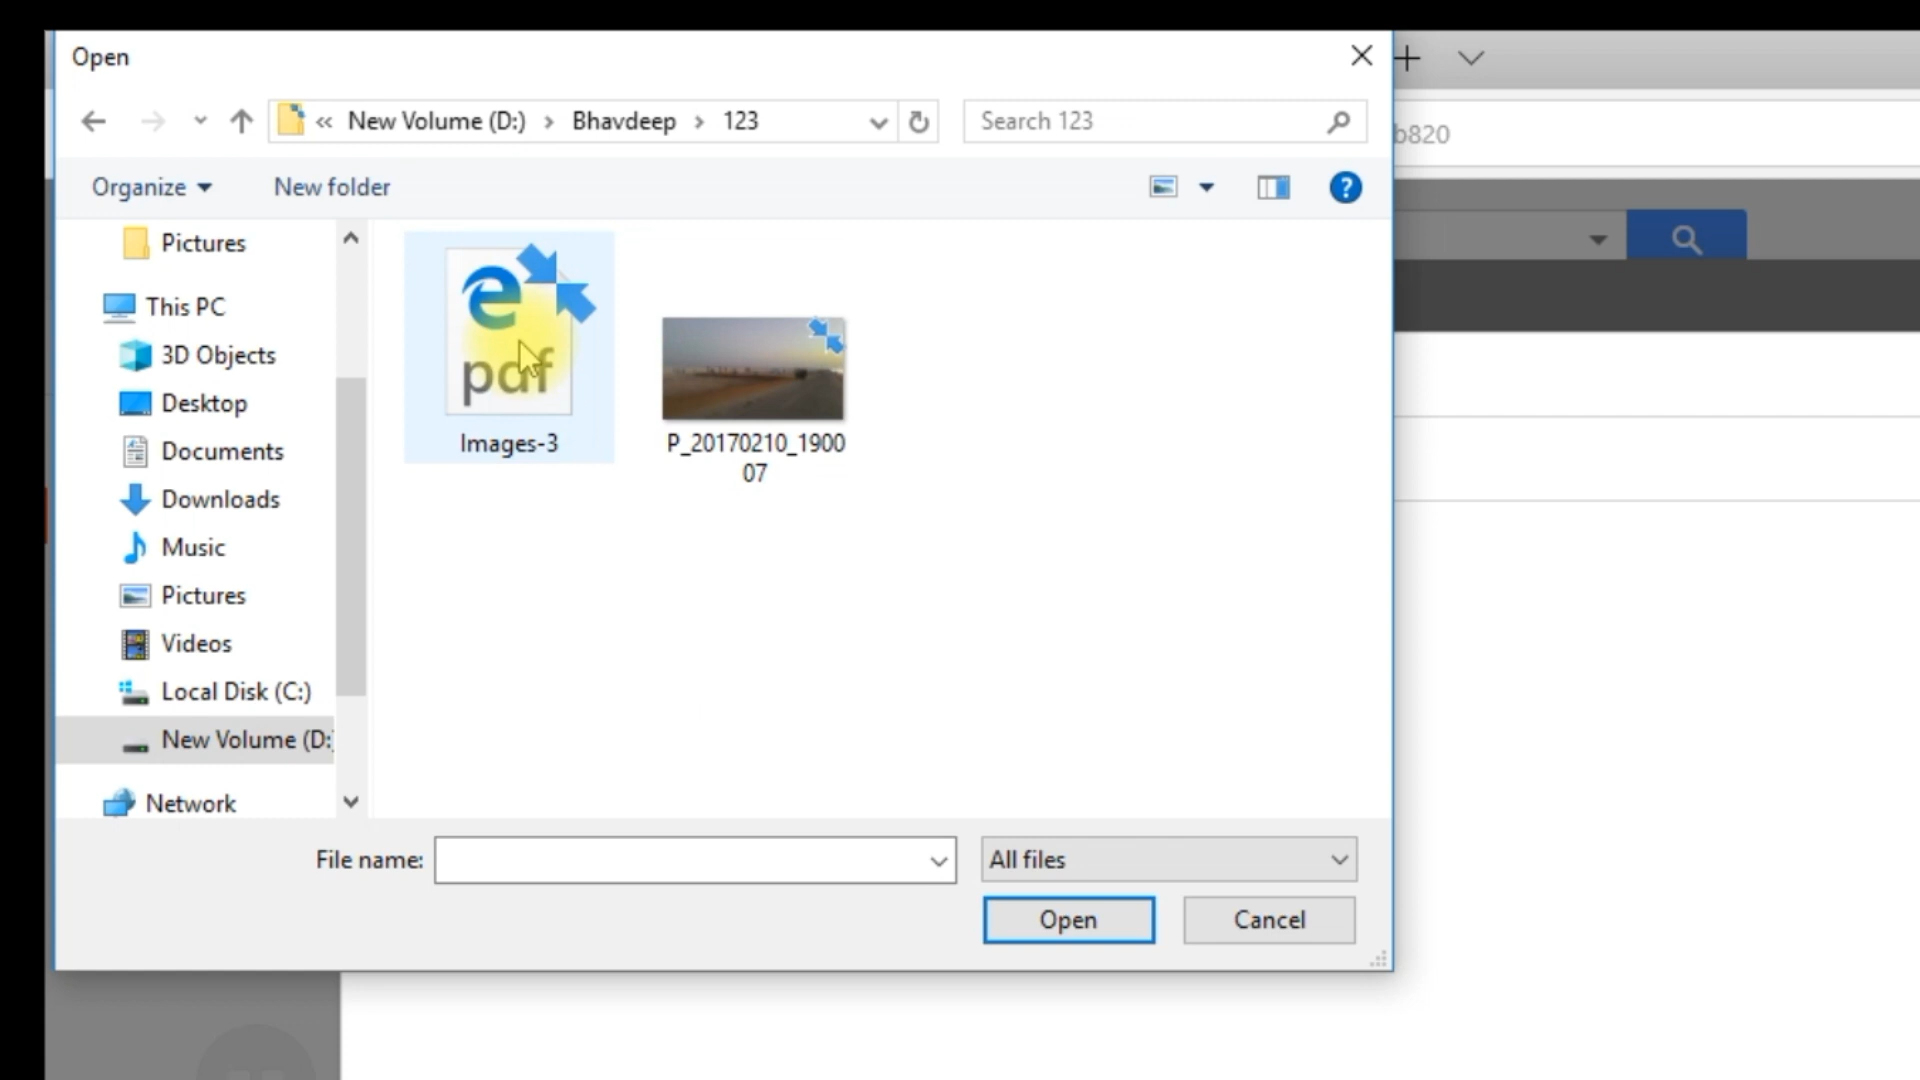 Open
b820
« New Volume (D:) > Bhavdeep > 123
Search 123
Organize
New folder
?
Pictures
This PC
3D Objects
Desktop
Documents
Downloads
Music
Pictures
Videos
Local Disk (C:)
New Volume (D:
Network
e
pdf
Images-3
P_20170210_1900
07
File name:
All files
Open
Cancel